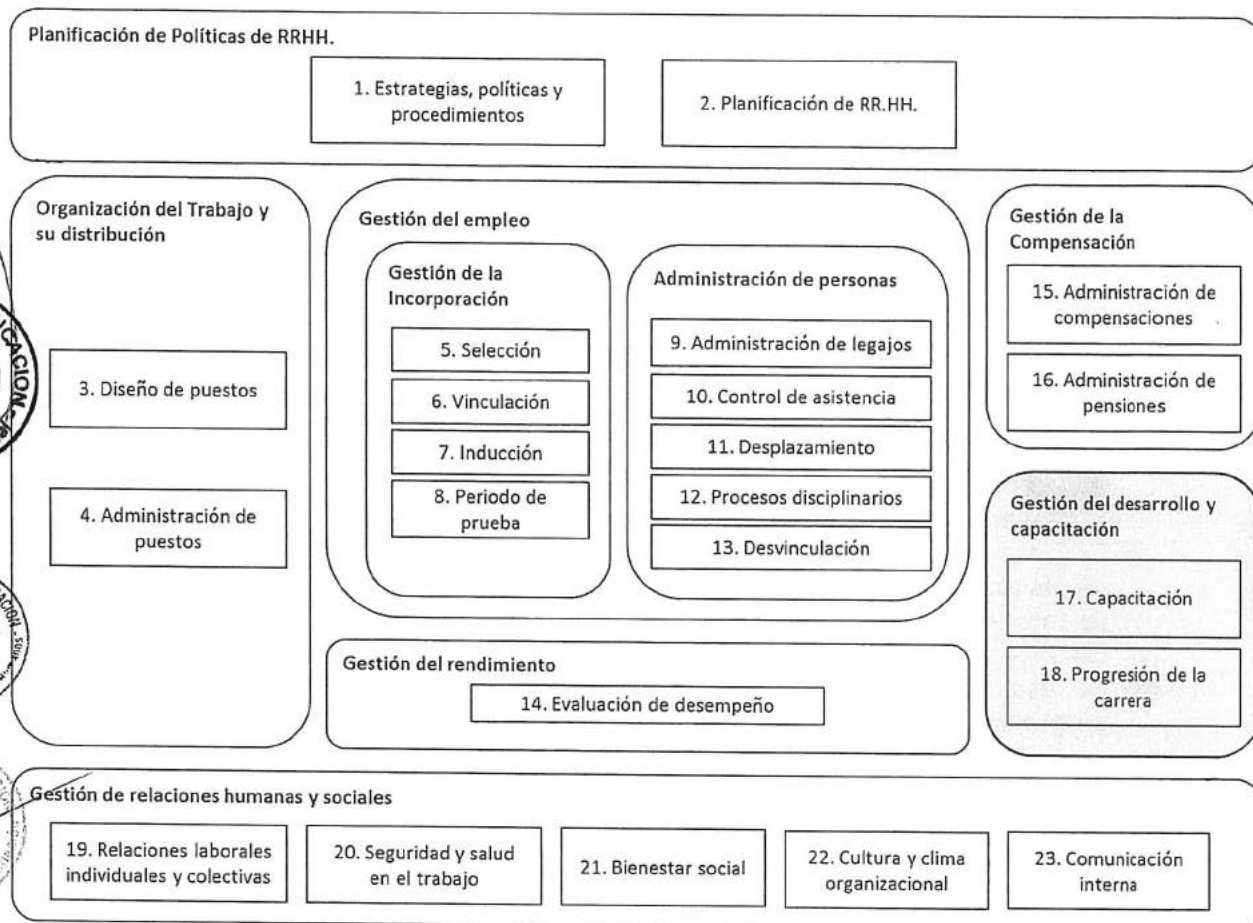 Planificación de Políticas de RRHH.
1. Estrategias, políticas y
procedimientos
2. Planificación de RR.HH.
Organización del Trabajo y
su distribución
3. Diseño de puestos
4. Administración de
puestos
Gestión del empleo
Gestión de la
Incorporación
5. Selección
6. Vinculación
7. Inducción
8. Periodo de
prueba
Administración de personas
9. Administración de legajos
10. Control de asistencia
11. Desplazamiento
12. Procesos disciplinarios
13. Desvinculación
Gestión del rendimiento
14. Evaluación de desempeño
Gestión de la
Compensación
15. Administración de
compensaciones
16. Administración de
pensiones
Gestión del desarrollo y
capacitación
17. Capacitación
18. Progresión de la
carrera
Gestión de relaciones humanas y sociales
19. Relaciones laborales
individuales y colectivas
20. Seguridad y salud
en el trabajo
21. Bienestar social
22. Cultura y clima
organizacional
23. Comunicación
interna